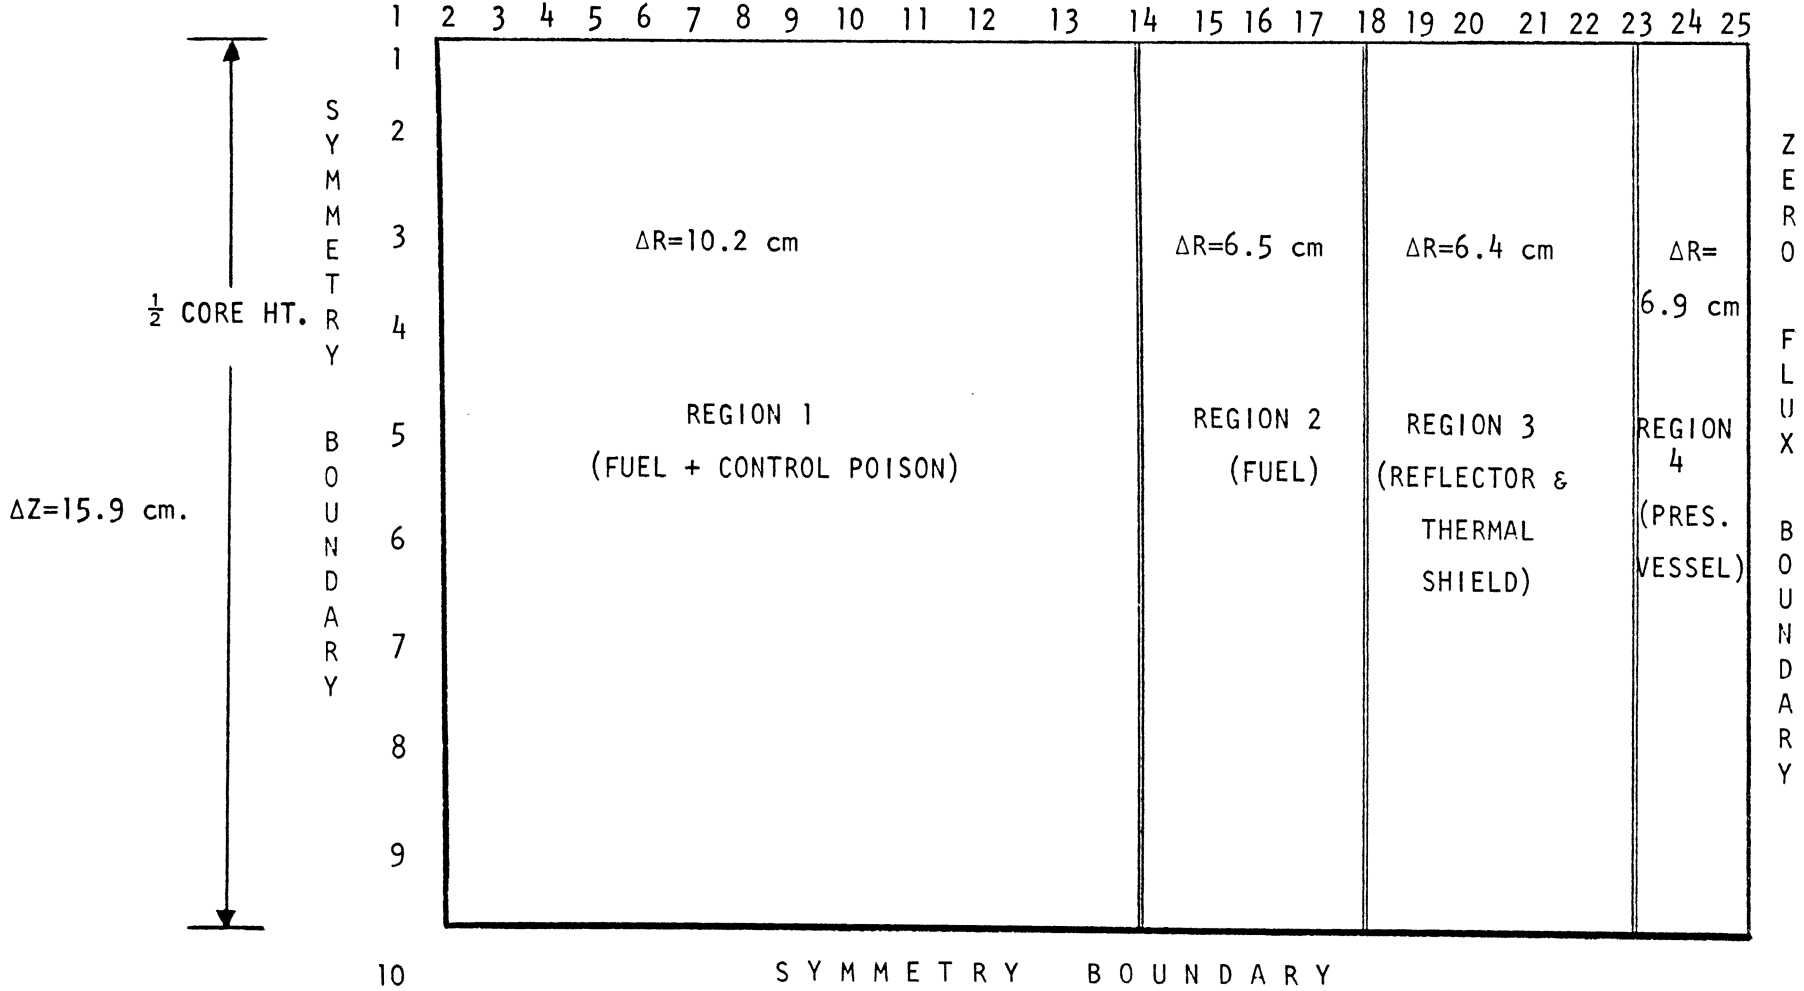 1 2 3 4 5 6 7 8 9 10 11 12 13 14 15 16 17 18 19 20 21 22 23 24 25
1
2
3
4
5
6
7
8
9
10
½ CORE HT.
ΔZ=15.9 cm.
SYMMETRY BOUNDARY
ΔR=10.2 cm
REGION 1
(FUEL + CONTROL POISON)
ΔR=6.5 cm
REGION 2
(FUEL)
ΔR=6.4 cm
REGION 3
(REFLECTOR &
THERMAL
SHIELD)
ΔR=
6.9 cm
REGION
4
(PRES.
VESSEL)
ZERO FLUX BOUNDARY
SYMMETRY BOUNDARY